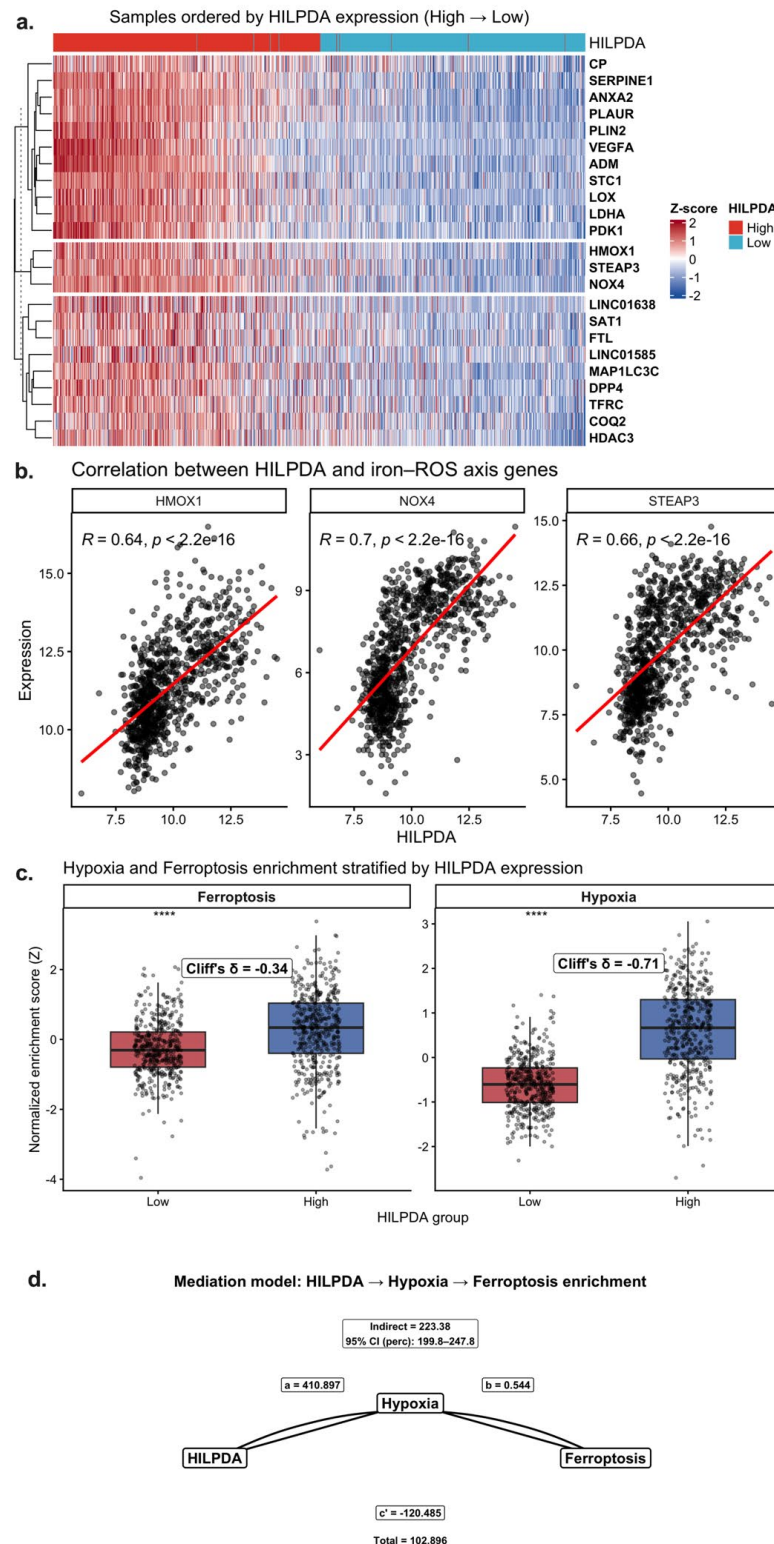 a.
Samples ordered by HILPDA expression (High → Low)
HILPDA
CP
SERPINE1
ANXA2
PLAUR
PLIN2
VEGFA
ADM
STC1
LOX
LDHA
PDK1
HMOX1
STEAP3
NOX4
LINC01638
SAT1
FTL
LINC01585
MAP1LC3C
DPP4
TFRC
COQ2
HDAC3
Z-score
2
1
0
-1
-2
HILPDA
High
Low
b.
Correlation between HILPDA and iron–ROS axis genes
HMOX1
NOX4
STEAP3
R = 0.64, p < 2.2e-16
R = 0.7, p < 2.2e-16
R = 0.66, p < 2.2e-16
Expression
15.0
12.5
10.0
9
6
3
15.0
12.5
10.0
7.5
5.0
7.5 10.0 12.5
7.5 10.0 12.5
7.5 10.0 12.5
HILPDA
c.
Hypoxia and Ferroptosis enrichment stratified by HILPDA expression
Ferroptosis
Hypoxia
****
****
Cliff's δ = -0.34
Cliff's δ = -0.71
Normalized enrichment score (Z)
2
0
-2
-4
3
2
1
0
-1
-2
Low High
Low High
HILPDA group
d.
Mediation model: HILPDA → Hypoxia → Ferroptosis enrichment
Indirect = 223.38
95% CI (perc): 199.8–247.8
a = 410.897
b = 0.544
Hypoxia
HILPDA
Ferroptosis
c' = -120.485
Total = 102.896